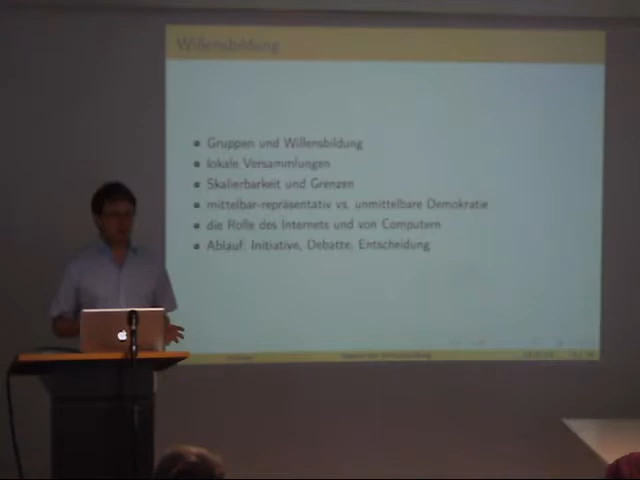 Willensbildung
Gruppen und Willensbildung
lokale Versammlungen
Skalierbarkeit und Grenzen
mittelbar-repräsentativ vs. unmittelbare Demokratie
die Rolle des Internets und von Computern
Ablauf: Initiative, Debatte, Entscheidung